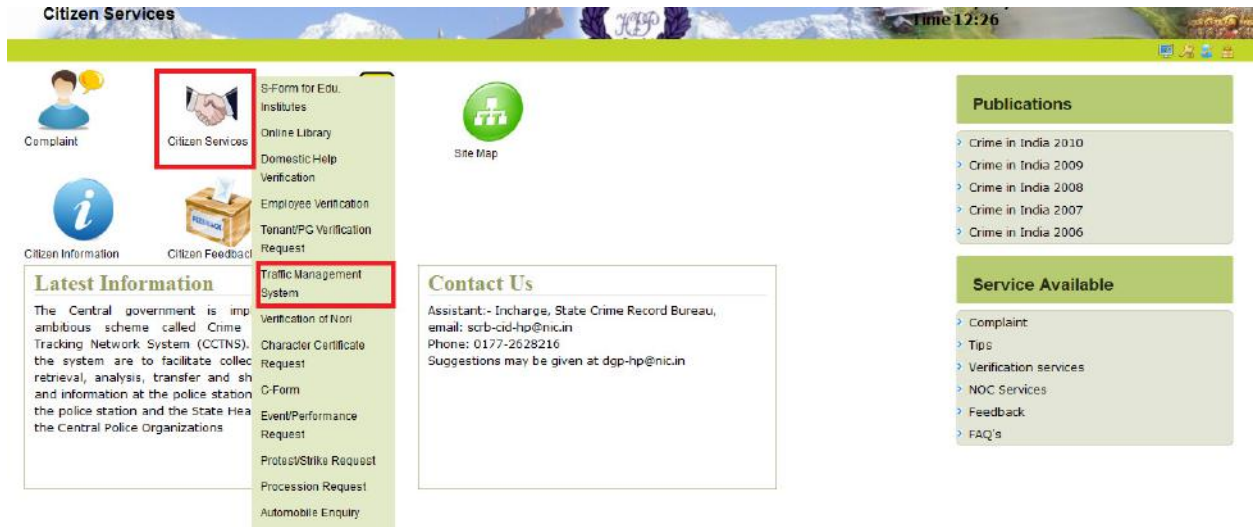 Citizen Services
HPP
Time 12:26
Complaint
Citizen Services
Site Map
Citizen Information
FEEDBACK
Citizen Feedbac
S-Form for Edu.
Institutes
Online Library
Domestic Help
Verification
Employee Verification
Tenant/PG Verification
Request
Traffic Management
System
Verification of Nori
Character Certificate
Request
C-Form
Event/Performance
Request
Protest/Strike Request
Procession Request
Automobile Enquiry
Latest Information
The Central government is imp
ambitious scheme called Crime
Tracking Network System (CCTNS).
the system are to facilitate collec
retrieval, analysis, transfer and sh
and information at the police station
the police station and the State Hea
the Central Police Organizations
Contact Us
Assistant:- Incharge, State Crime Record Bureau,
email: scrb-cid-hp@nic.in
Phone: 0177-2628216
Suggestions may be given at dgp-hp@nic.in
Publications
Crime in India 2010
Crime in India 2009
Crime in India 2008
Crime in India 2007
Crime in India 2006
Service Available
Complaint
Tips
Verification services
NOC Services
Feedback
FAQ's